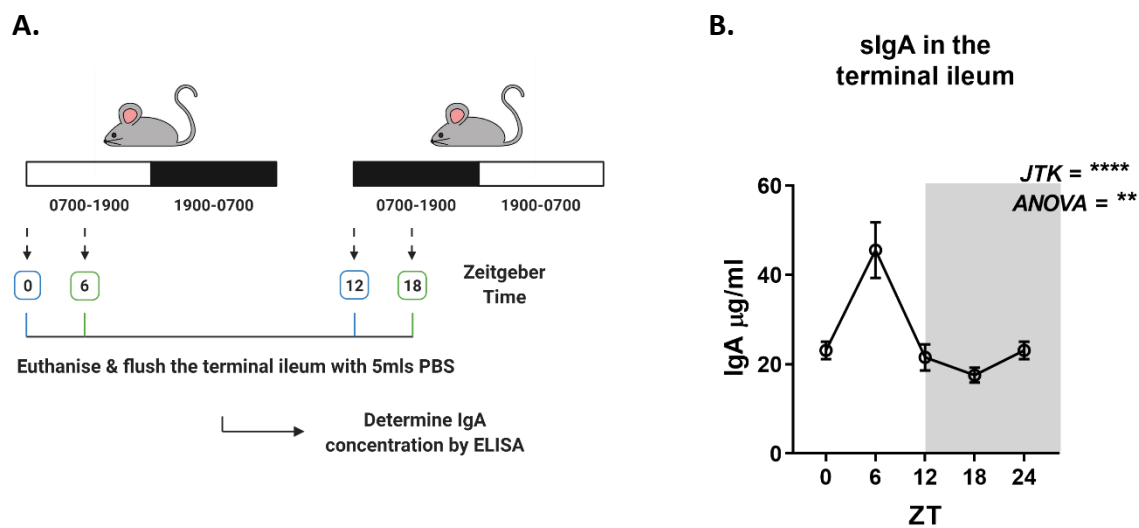 A.
0700-1900
1900-0700
0700-1900
1900-0700
0
6
12
18
Zeitgeber
Time
Euthanise & flush the terminal ileum with 5mls PBS
Determine IgA
concentration by ELISA
B.
sIgA in the
terminal ileum
JTK = ****
ANOVA = **
IgA µg/ml
60
40
20
0
0
6
12
18
24
ZT